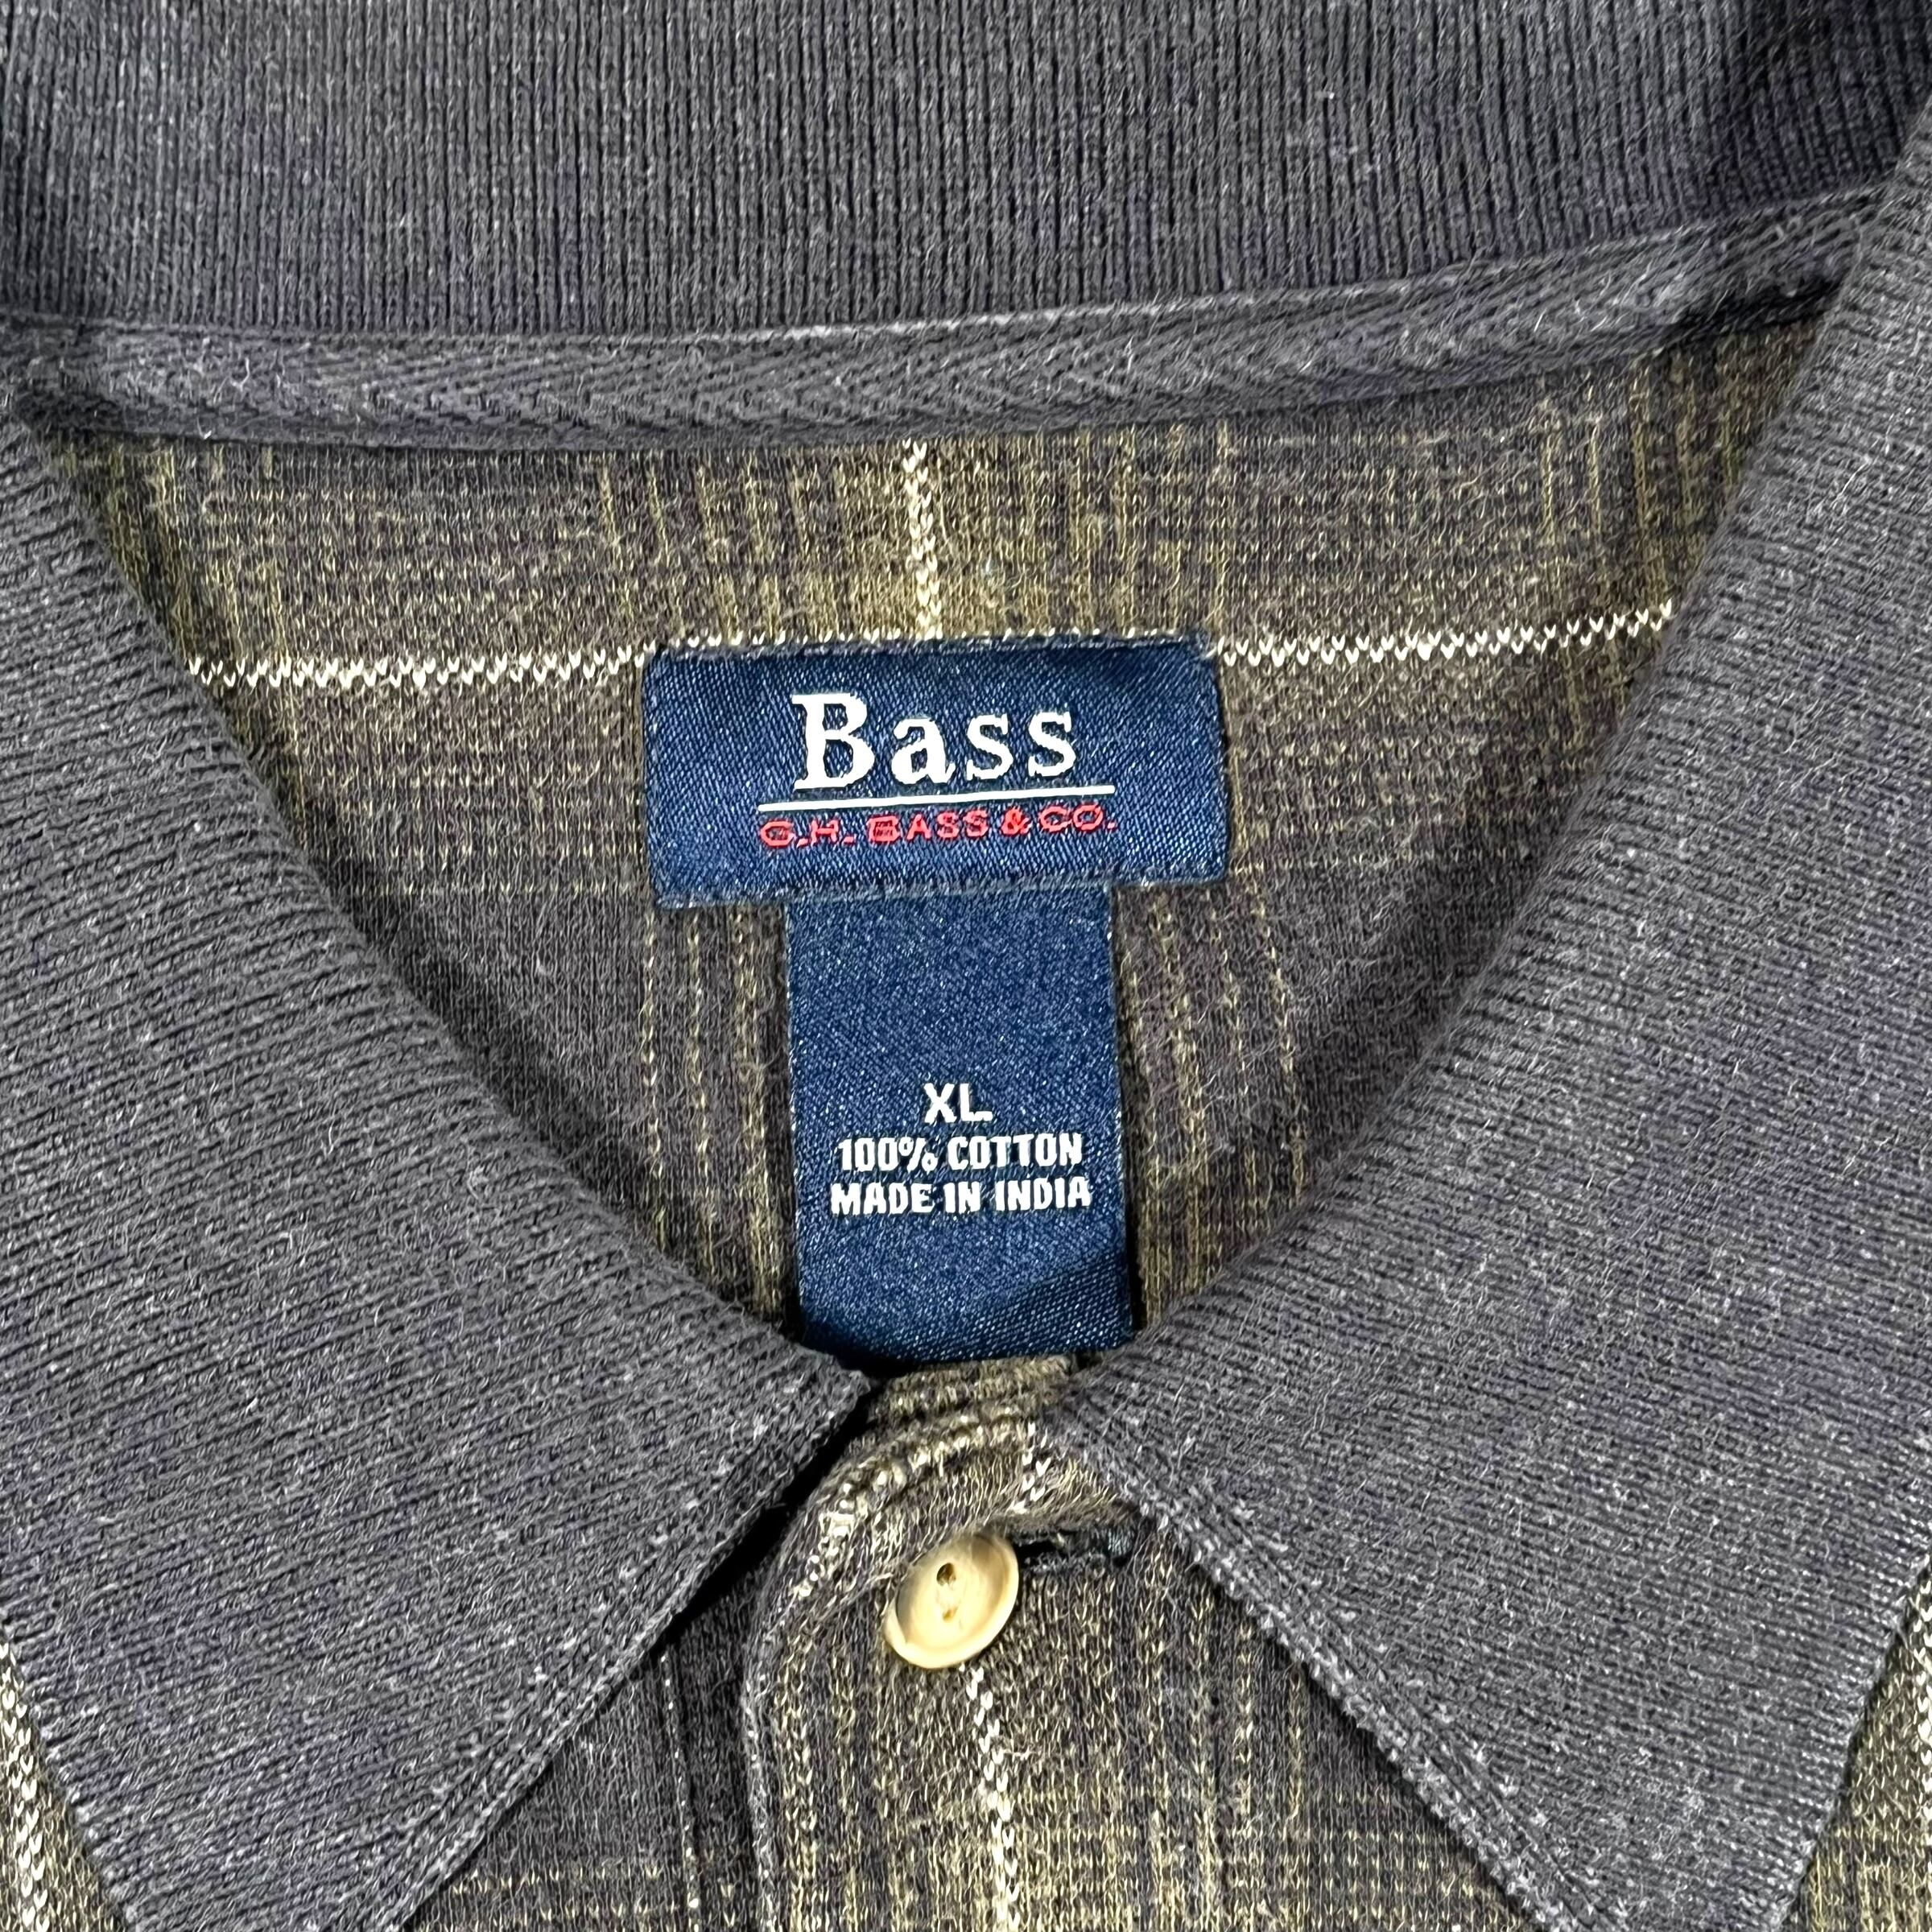 Bass
G.H. BASS & CO.
XL
100% COTTON
MADE IN INDIA